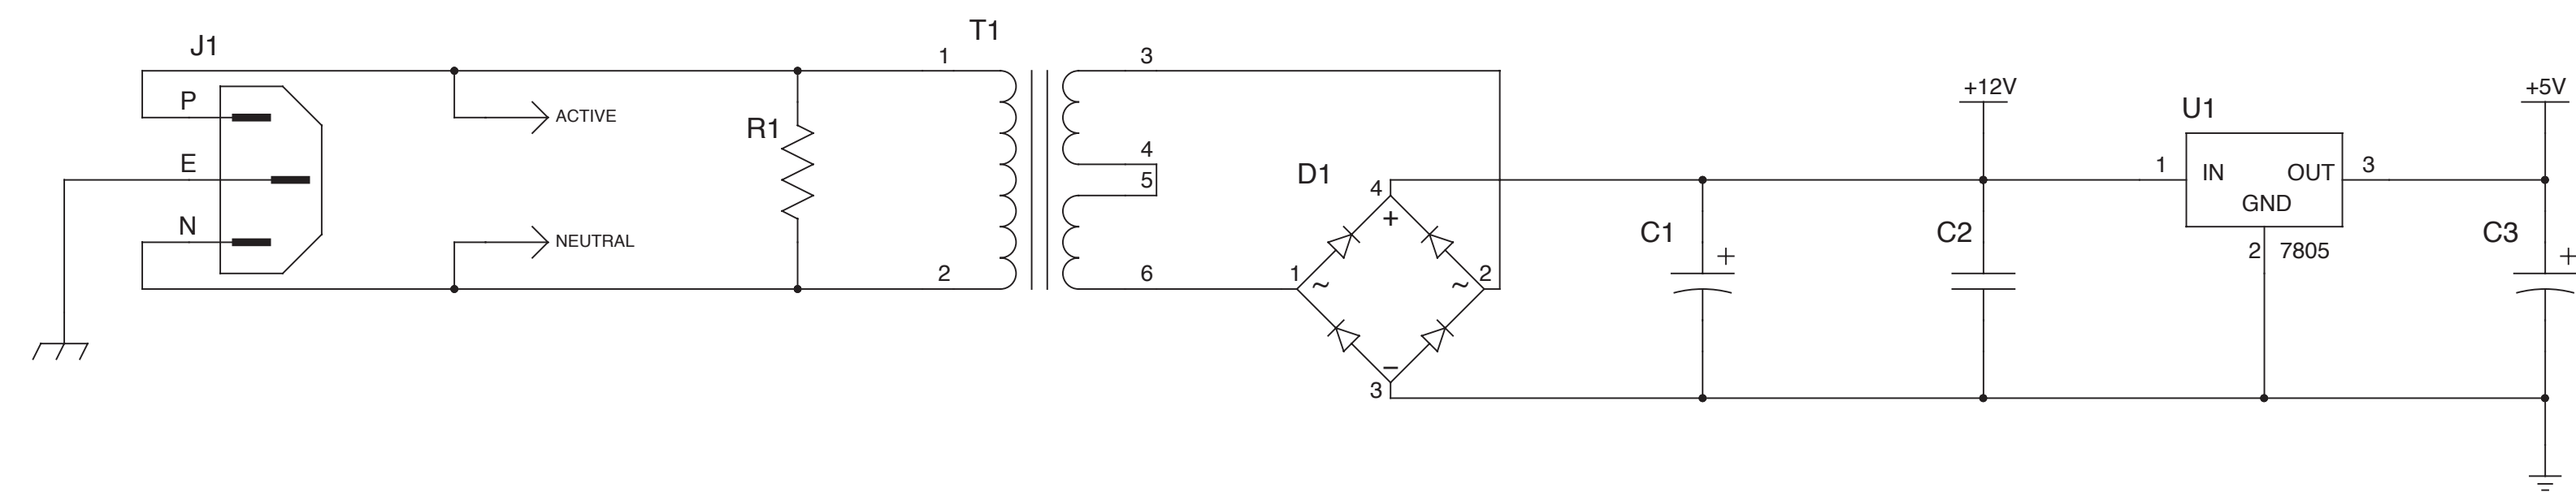 J1
P
E
N
ACTIVE
NEUTRAL
R1
T1
1
2
3
4
5
6
D1
4
+
1
~
~
2
−
3
C1
+
+12V
C2
U1
1
IN
OUT
3
GND
2
7805
+5V
C3
+